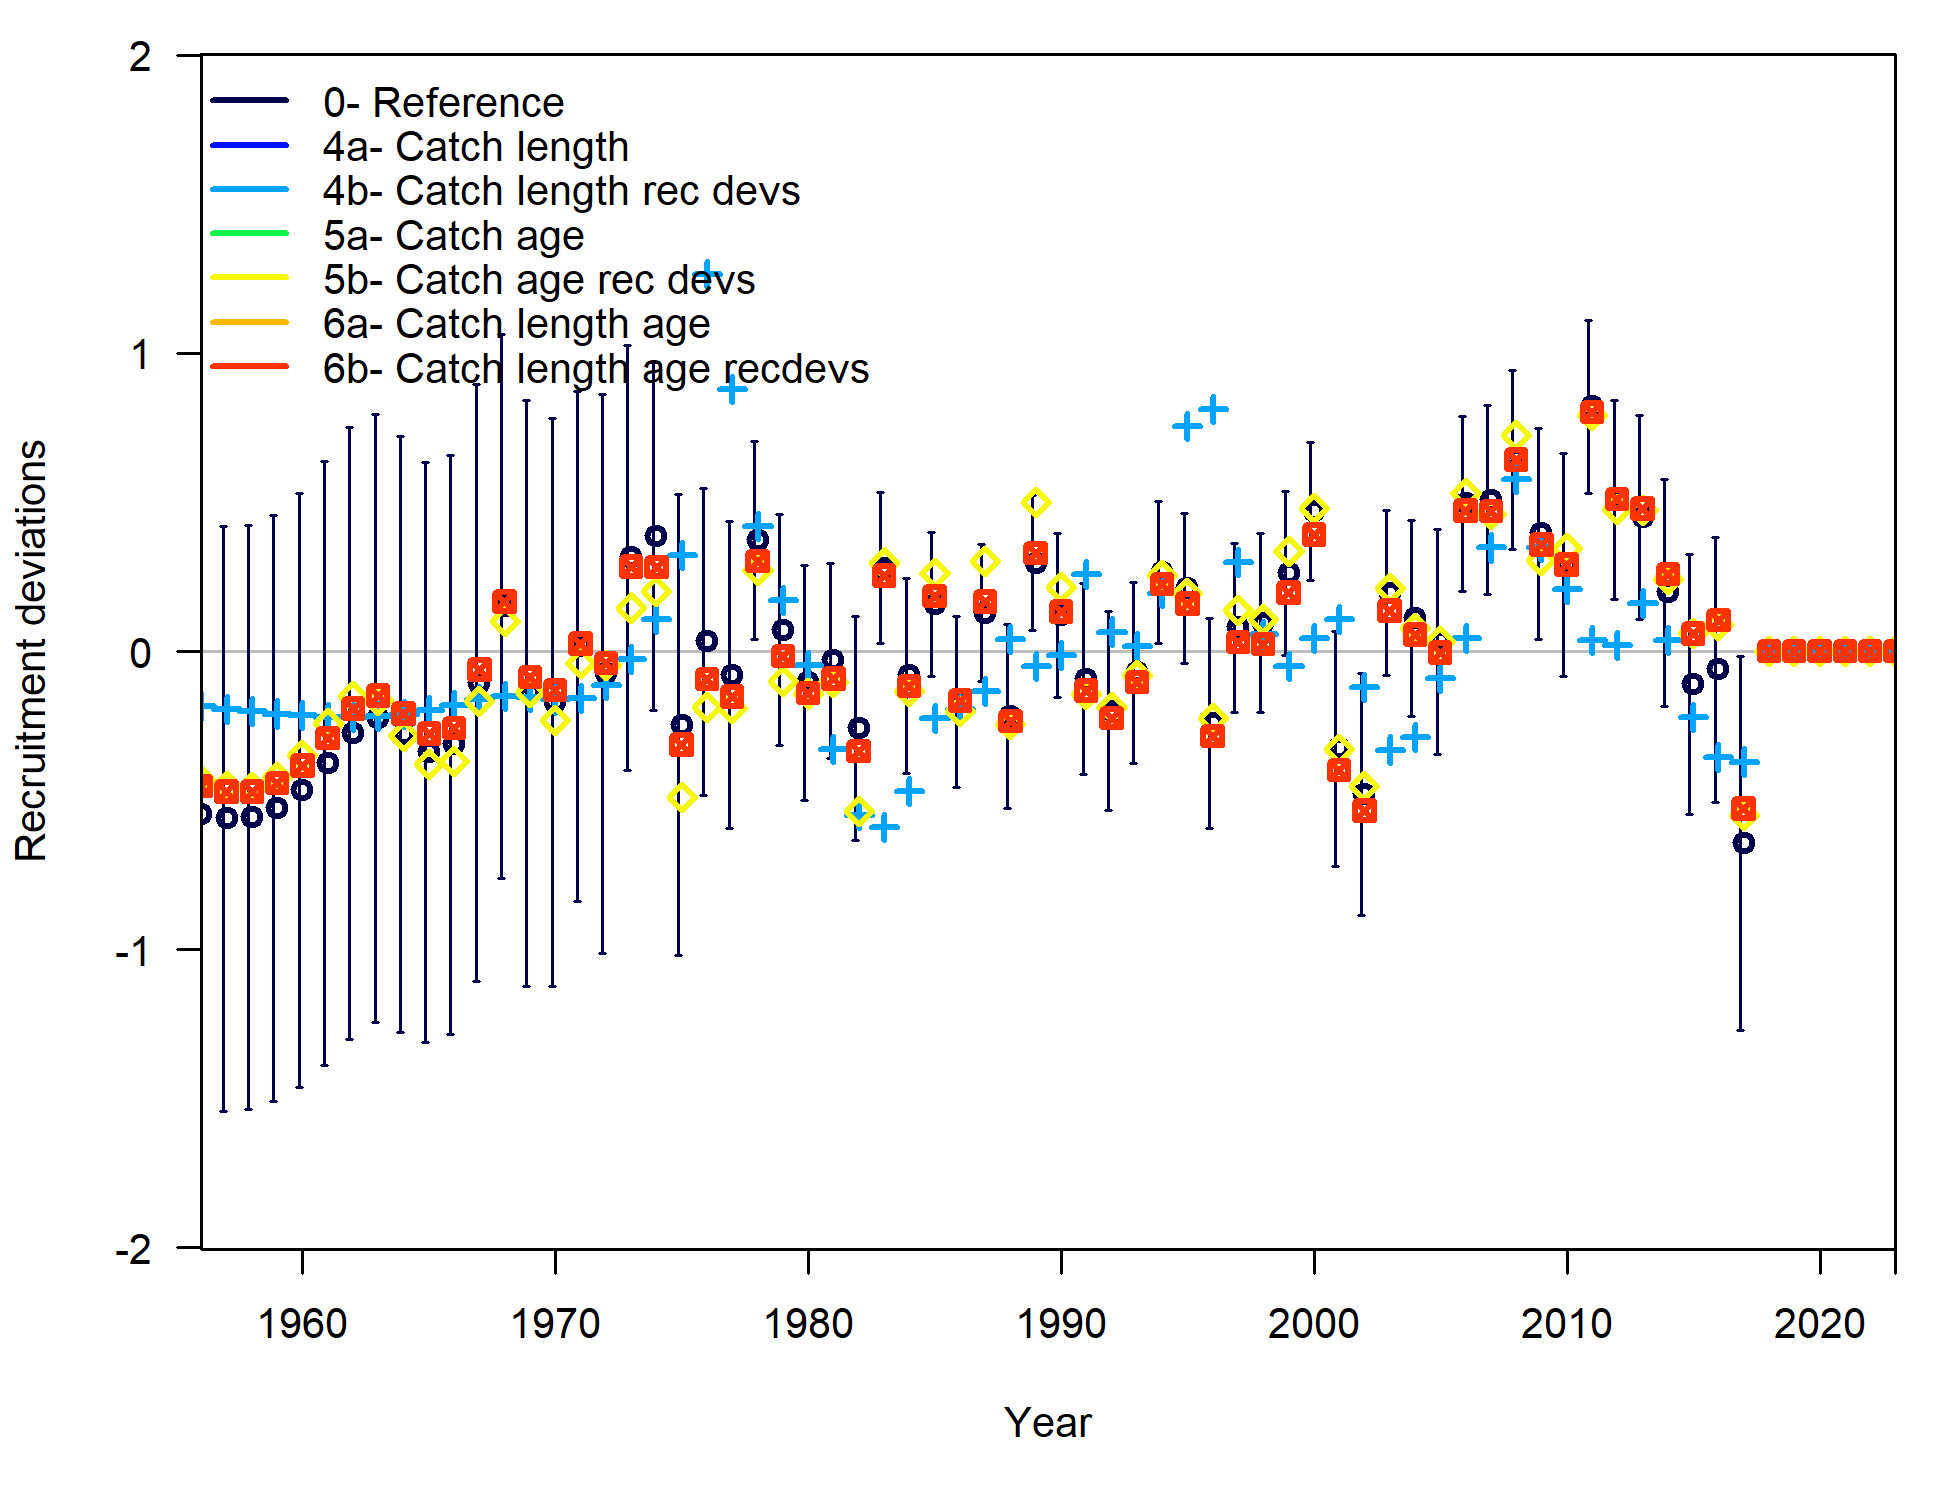 2
0- Reference
4a- Catch length
4b- Catch length rec devs
5a- Catch age
5b- Catch age rec devs
6a- Catch length age
1
6b- Catch length age recdevs
Recruitment deviations
0
-1
-2
1960 1970 1980 1990 2000 2010 2020
Year